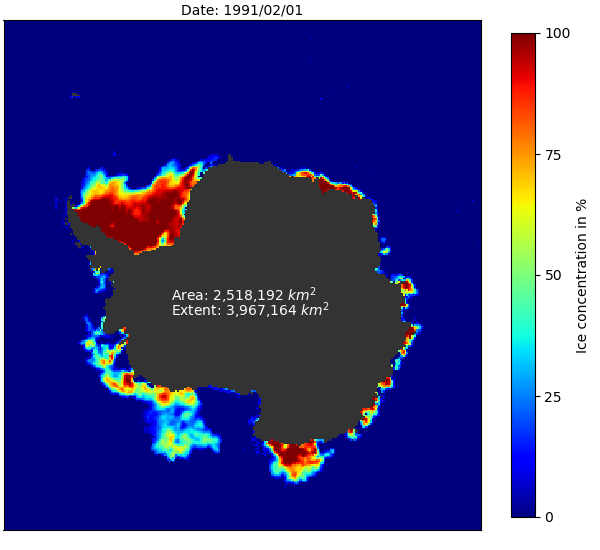 Date: 1991/02/01
100
75
50
25
0
Ice concentration in %
Area: 2,518,192 km²
Extent: 3,967,164 km²